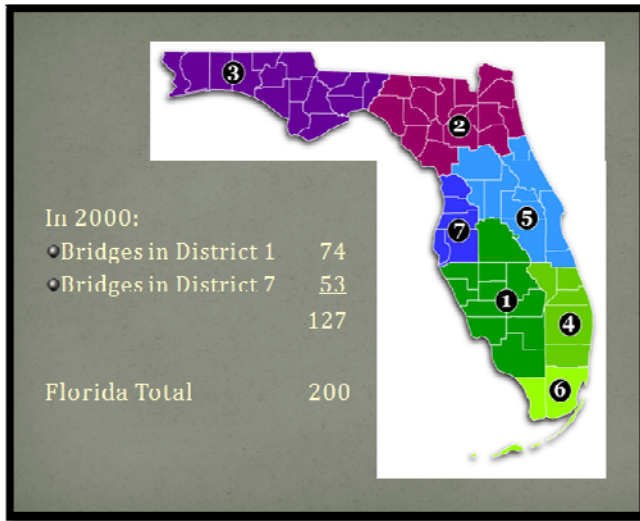 3
2
In 2000:
5
Bridges in District 1 74
7
Bridges in District 7 53
127
1
4
Florida Total 200
6